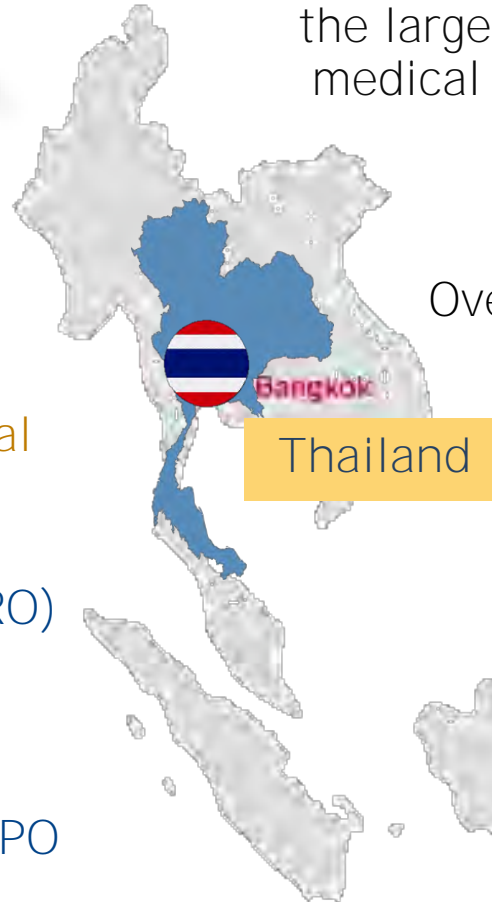 the large
medical
Ove
Bangkok
al
Thailand
RO)
PO